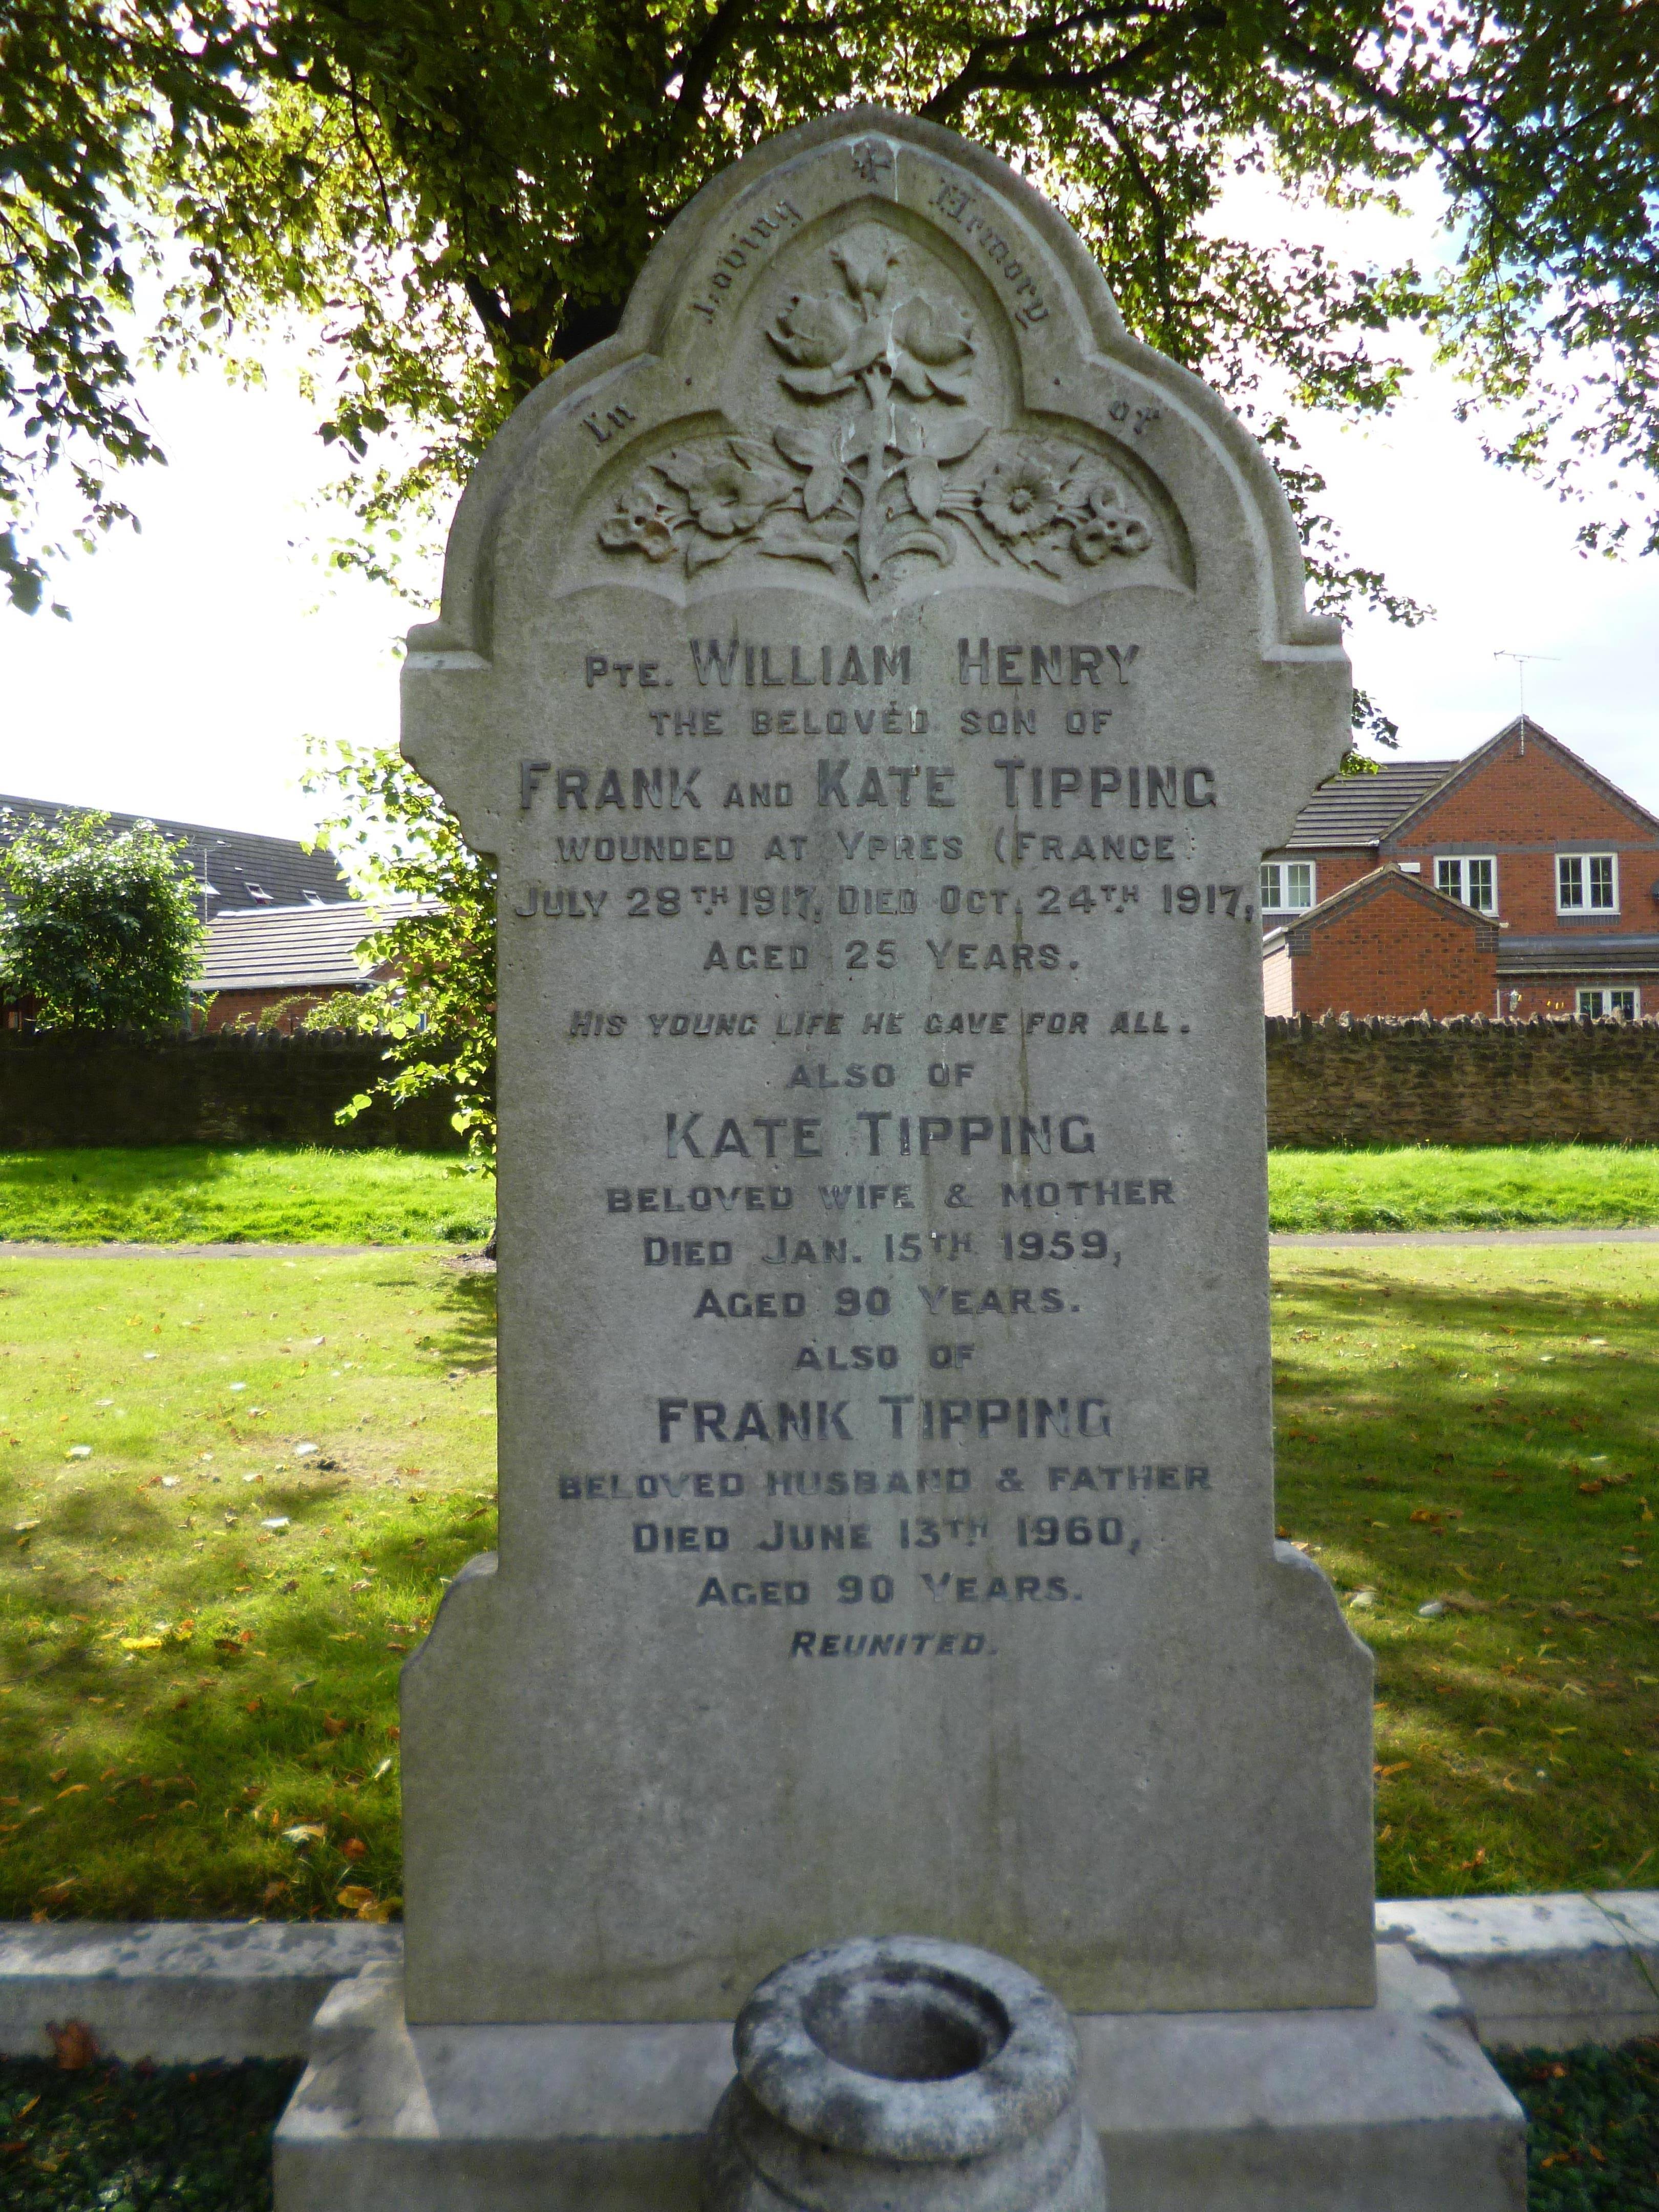 In Loving Memory of
PTE. WILLIAM HENRY
THE BELOVED SON OF
FRANK AND KATE TIPPING
WOUNDED AT YPRES (FRANCE
JULY 28TH 1917, DIED OCT. 24TH 1917,
AGED 25 YEARS.
HIS YOUNG LIFE HE GAVE FOR ALL.
ALSO OF
KATE TIPPING
BELOVED WIFE & MOTHER
DIED JAN. 15TH 1959,
AGED 90 YEARS.
ALSO OF
FRANK TIPPING
BELOVED HUSBAND & FATHER
DIED JUNE 13TH 1960,
AGED 90 YEARS.
REUNITED.